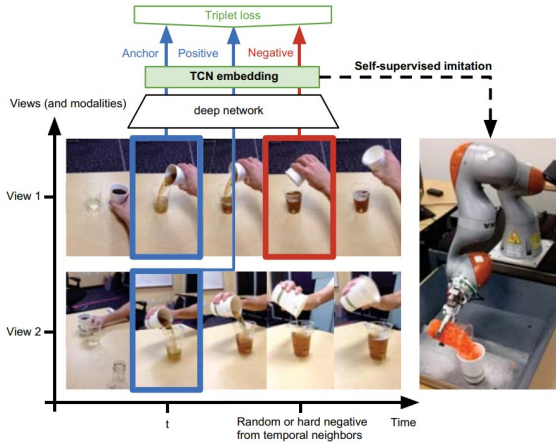 Triplet loss
Anchor Positive Negative
TCN embedding
Self-supervised imitation
deep network
Views (and modalities)
View 1
View 2
t
Random or hard negative
from temporal neighbors
Time